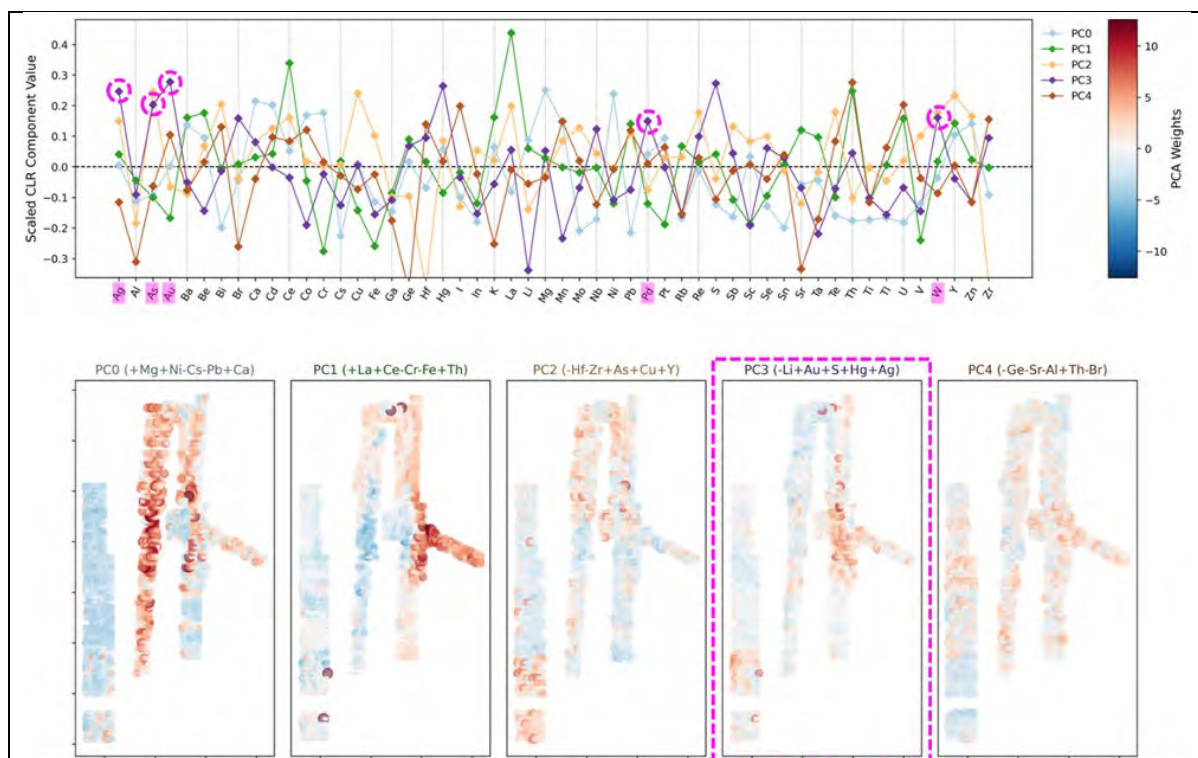 Scaled CLR Component Value
0.4
0.3
0.2
0.1
0.0
-0.1
-0.2
-0.3
Ag Al As Au Ba Be Bi Br Ca Cd Ce Co Cr Cs Cu Fe Ga Ge Hf Hg I In K La Li Mg Mn Mo Nb Ni Pb Pd Pt Rb Re S Sb Sc Se Sn Sr Ta Te Th Ti Tl U V W Y Zn Zr
PC0
PC1
PC2
PC3
PC4
10
5
0
-5
-10
PCA Weights
PC0 (+Mg+Ni-Cs-Pb+Ca) PC1 (+La+Ce-Cr-Fe+Th) PC2 (-Hf-Zr+As+Cu+Y) PC3 (-Li+Au+S+Hg+Ag) PC4 (-Ge-Sr-Al+Th-Br)